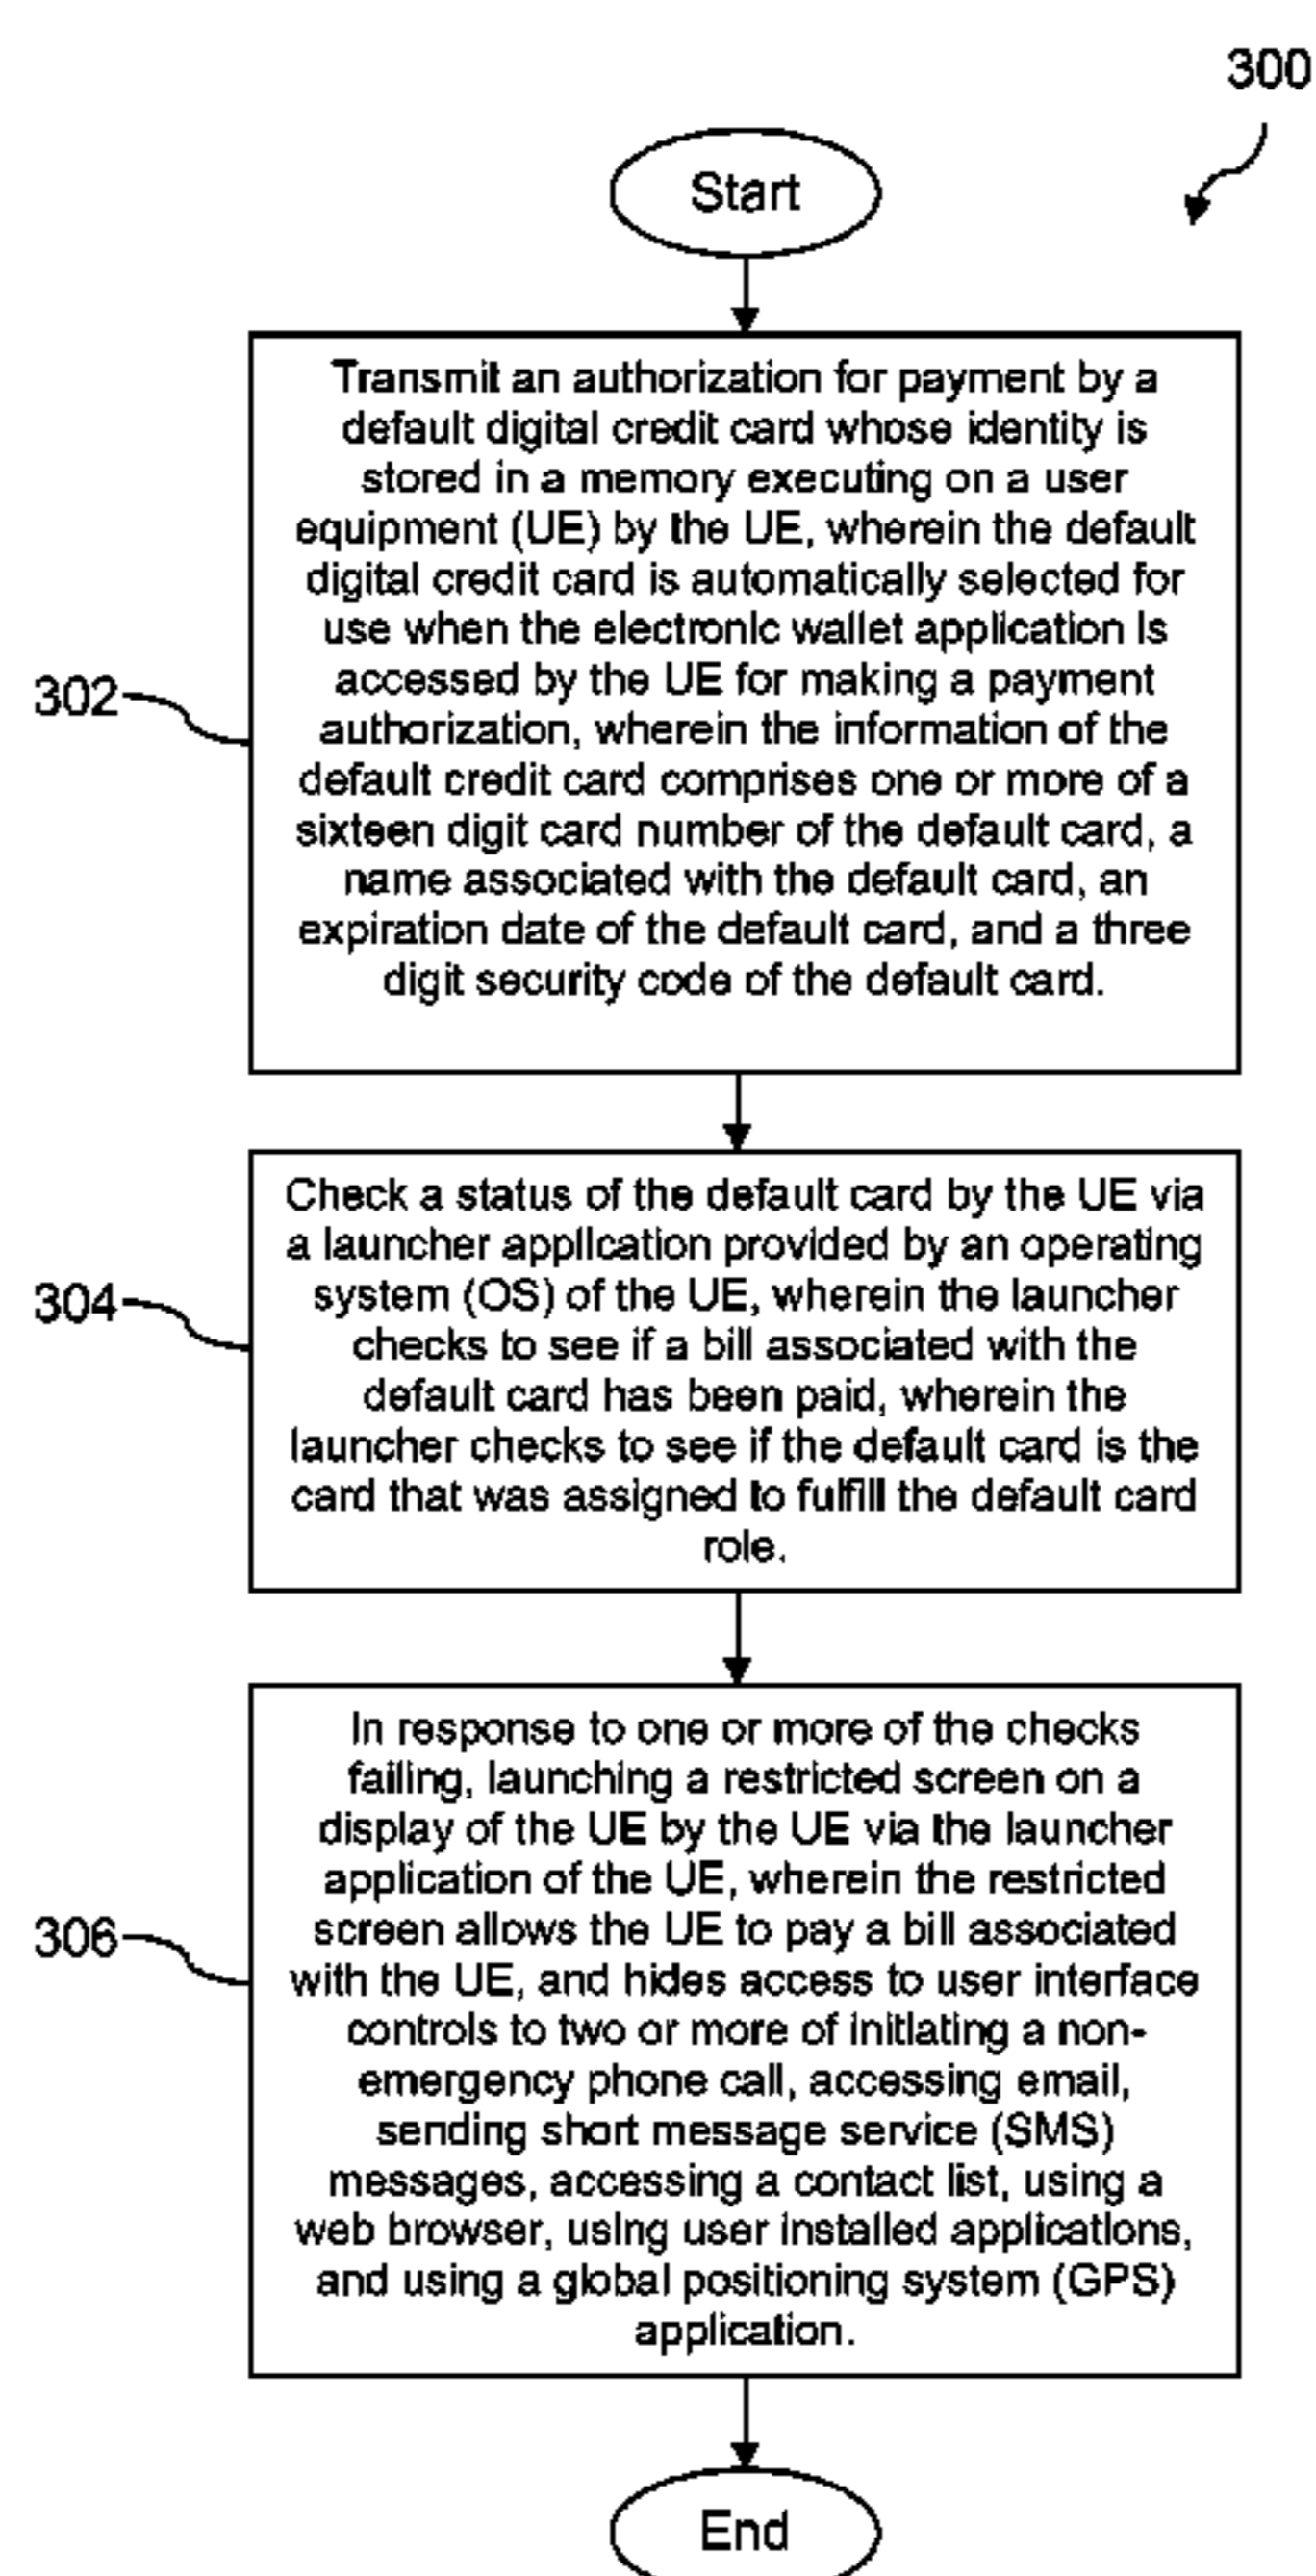 300
Start
Transmit an authorization for payment by a
default digital credit card whose identity is
stored in a memory executing on a user
equipment (UE) by the UE, wherein the default
digital credit card is automatically selected for
use when the electronic wallet application is
accessed by the UE for making a payment
authorization, wherein the information of the
default credit card comprises one or more of a
sixteen digit card number of the default card, a
name associated with the default card, an
expiration date of the default card, and a three
digit security code of the default card.
302
Check a status of the default card by the UE via
a launcher application provided by an operating
system (OS) of the UE, wherein the launcher
checks to see if a bill associated with the
default card has been paid, wherein the
launcher checks to see if the default card is the
card that was assigned to fulfill the default card
role.
304
In response to one or more of the checks
failing, launching a restricted screen on a
display of the UE by the UE via the launcher
application of the UE, wherein the restricted
screen allows the UE to pay a bill associated
with the UE, and hides access to user interface
controls to two or more of initiating a non-
emergency phone call, accessing email,
sending short message service (SMS)
messages, accessing a contact list, using a
web browser, using user installed applications,
and using a global positioning system (GPS)
application.
306
End